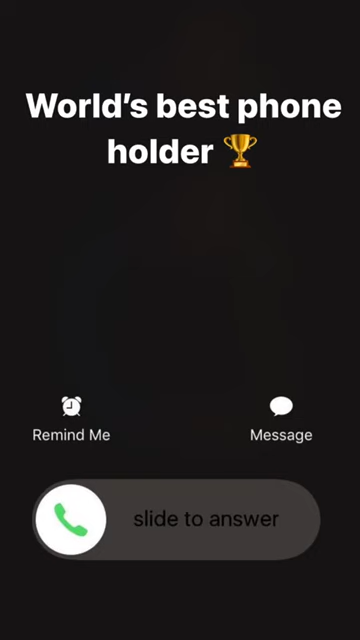 World's best phone
holder 🏆
Remind Me
Message
slide to answer